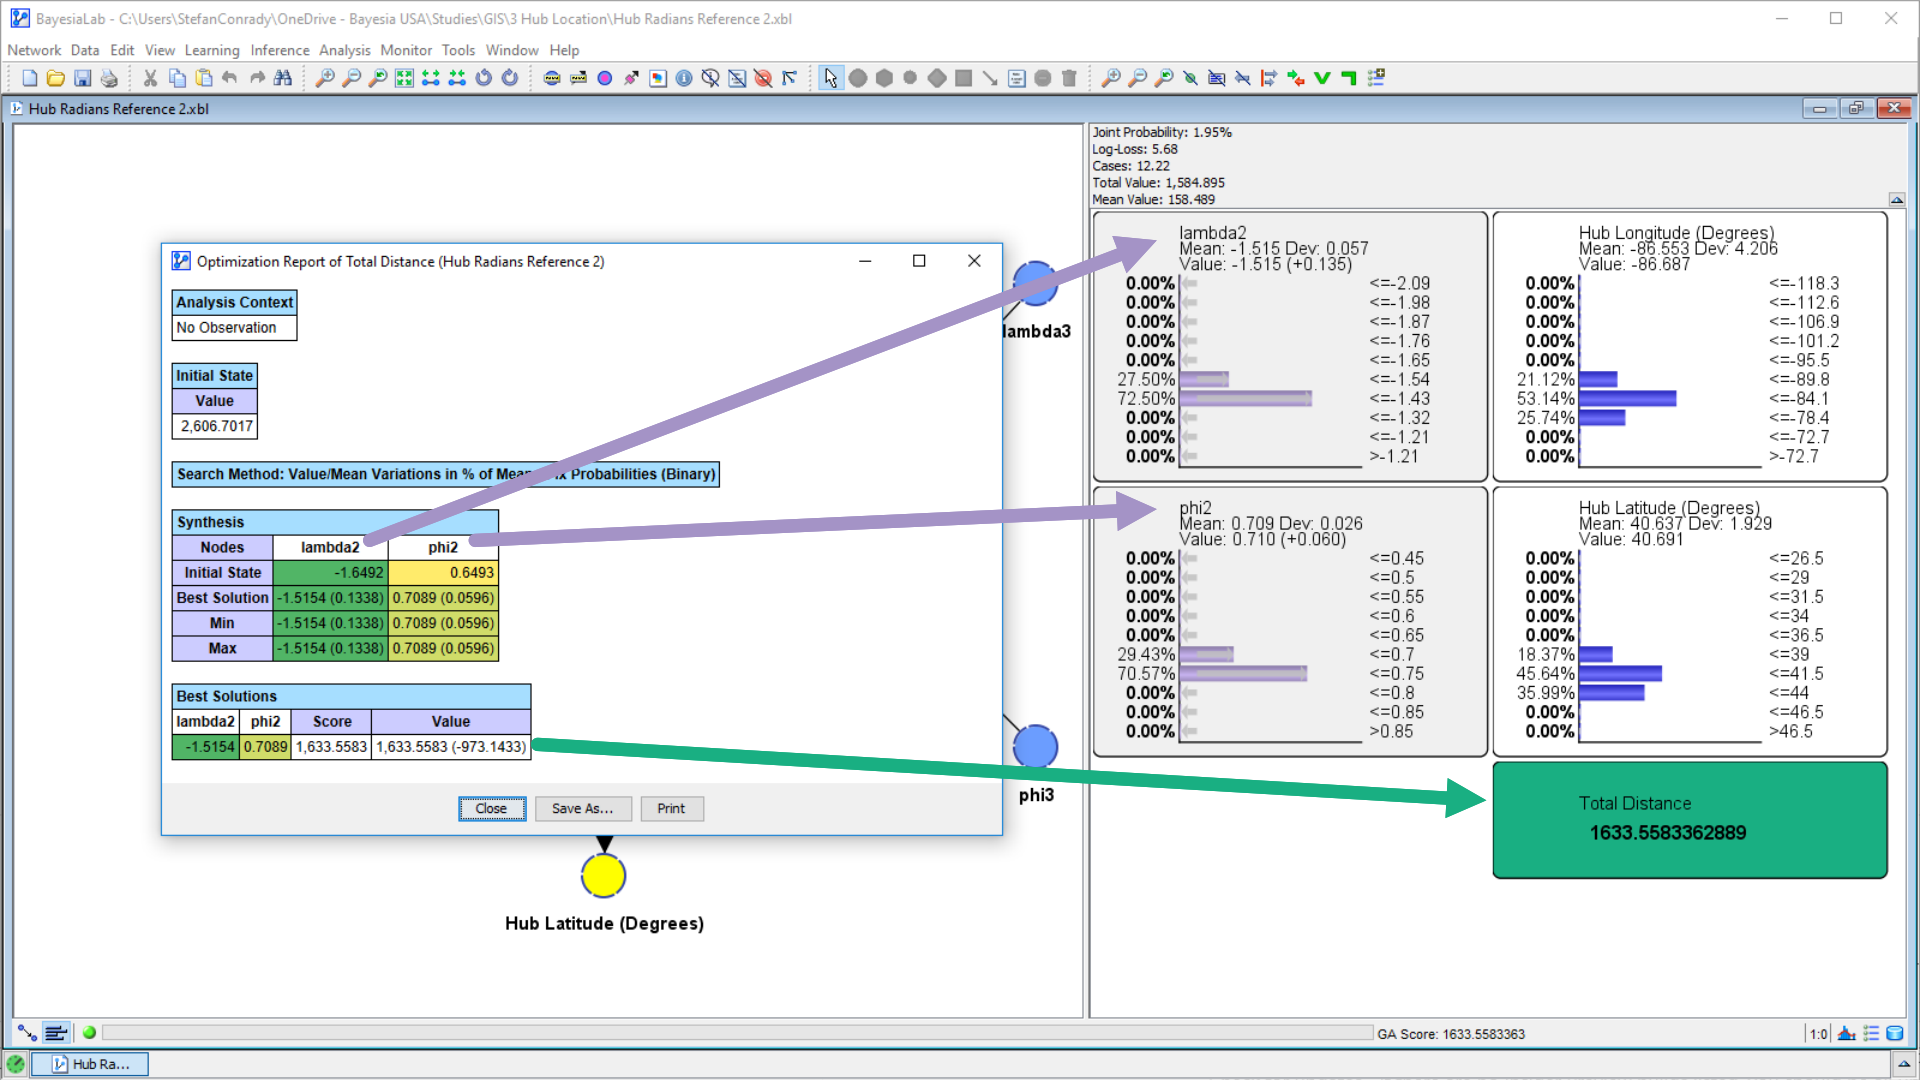 BayesiaLab - C:\Users\StefanConrady\OneDrive - Bayesia USA\Studies\GIS\3 Hub Location\Hub Radians Reference 2.xbl
Network Data Edit View Learning Inference Analysis Monitor Tools Window Help
Hub Radians Reference 2.xbl
Optimization Report of Total Distance (Hub Radians Reference 2)
Analysis Context
No Observation
Initial State
Value
2,606.7017
Search Method: Value/Mean Variations in % of Mean Probabilities (Binary)
Synthesis
Nodes lambda2 phi2
Initial State -1.6492 0.6493
Best Solution -1.5154 (0.1338) 0.7089 (0.0596)
Min -1.5154 (0.1338) 0.7089 (0.0596)
Max -1.5154 (0.1338) 0.7089 (0.0596)
Best Solutions
lambda2 phi2 Score Value
-1.5154 0.7089 1,633.5583 1,633.5583 (-973.1433)
Close Save As... Print
lambda3
phi3
Hub Latitude (Degrees)
Joint Probability: 1.95%
Log-Loss: 5.68
Cases: 12.22
Total Value: 1,584.895
Mean Value: 158.489
lambda2
Mean: -1.515 Dev: 0.057
Value: -1.515 (+0.135)
0.00% <=-2.09
0.00% <=-1.98
0.00% <=-1.87
0.00% <=-1.76
0.00% <=-1.65
27.50% <=-1.54
72.50% <=-1.43
0.00% <=-1.32
0.00% <=-1.21
0.00% >-1.21
Hub Longitude (Degrees)
Mean: -86.553 Dev: 4.206
Value: -86.687
0.00% <=-118.3
0.00% <=-112.6
0.00% <=-106.9
0.00% <=-101.2
0.00% <=-95.5
21.12% <=-89.8
53.14% <=-84.1
25.74% <=-78.4
0.00% <=-72.7
0.00% >-72.7
phi2
Mean: 0.709 Dev: 0.026
Value: 0.710 (+0.060)
0.00% <=0.45
0.00% <=0.5
0.00% <=0.55
0.00% <=0.6
0.00% <=0.65
29.43% <=0.7
70.57% <=0.75
0.00% <=0.8
0.00% <=0.85
0.00% >0.85
Hub Latitude (Degrees)
Mean: 40.637 Dev: 1.929
Value: 40.691
0.00% <=26.5
0.00% <=29
0.00% <=31.5
0.00% <=34
0.00% <=36.5
18.37% <=39
45.64% <=41.5
35.99% <=44
0.00% <=46.5
0.00% >46.5
Total Distance
1633.5583362889
GA Score: 1633.5583363
1:0
Hub Ra...